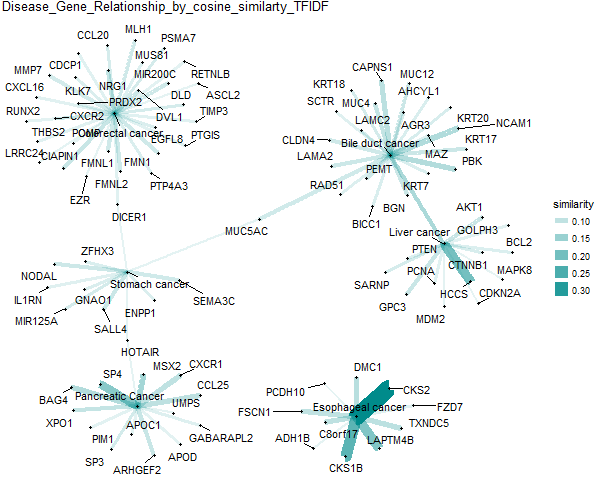 Disease_Gene_Relationship_by_cosine_similarty_TFIDF
MLH1
CCL20
PSMA7
MUS81
CDCP1
MMP7
MIR200C
RETNLB
NRG1
CXCL16
KLK7
DLD
ASCL2
PRDX2
RUNX2
CXCR2
DVL1
TIMP3
THBS2
Colorectal cancer
PTGIS
EGFL8
LRRC24
CIAPIN1
FMNL1
FMN1
FMNL2
PTP4A3
EZR
DICER1
CAPNS1
MUC12
KRT18
AHCYL1
SCTR
MUC4
LAMC2
KRT20
NCAM1
AGR3
CLDN4
Bile duct cancer
KRT17
LAMA2
MAZ
PBK
PEMT
RAD51
KRT7
BGN
BICC1
AKT1
MUC5AC
Liver cancer
GOLPH3
PTEN
BCL2
CTNNB1
PCNA
MAPK8
SARNP
HCCS
CDKN2A
GPC3
MDM2
similarity
0.10
0.15
0.20
0.25
0.30
ZFHX3
NODAL
Stomach cancer
IL1RN
GNAO1
SEMA3C
MIR125A
ENPP1
SALL4
HOTAIR
MSX2
CXCR1
SP4
CCL25
BAG4
Pancreatic Cancer
UMPS
XPO1
APOC1
PIM1
GABARAPL2
SP3
APOD
ARHGEF2
DMC1
PCDH10
CKS2
FSCN1
Esophageal cancer
FZD7
TXNDC5
C8orf17
ADH1B
LAPTM4B
CKS1B